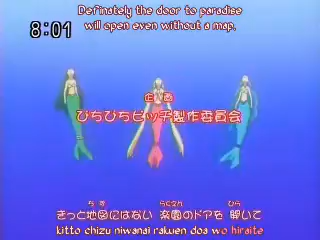 Definately the door to paradise
will open even without a map,
8:01
企画
ぴちぴちピッチ製作委員会
きっと地図にはない 楽園のドアを 開いて
kitto chizu niwanai rakuen doa wo hiraite